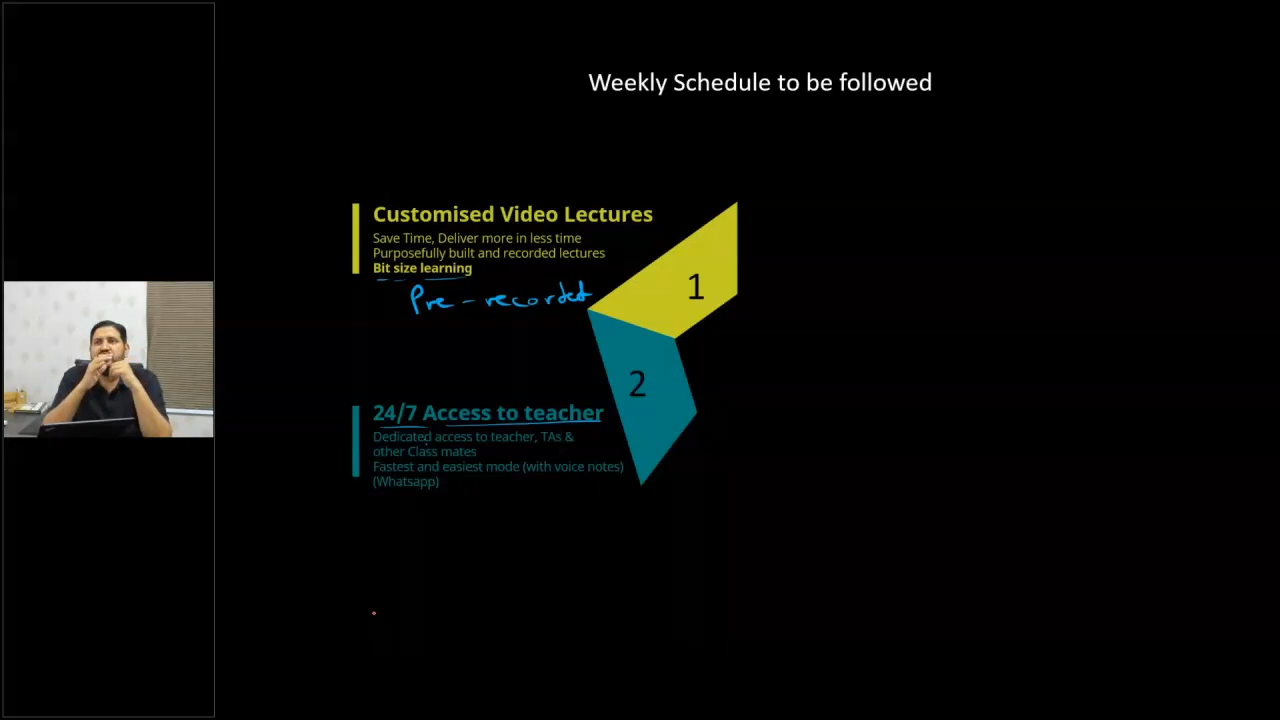 Weekly Schedule to be followed
Customised Video Lectures
Save Time, Deliver more in less time
Purposefully built and recorded lectures
Bit size learning
Pre-recorded
1
2
24/7 Access to teacher
Dedicated access to teacher, TAs &
other Class mates
Fastest and easiest mode (with voice notes)
(Whatsapp)